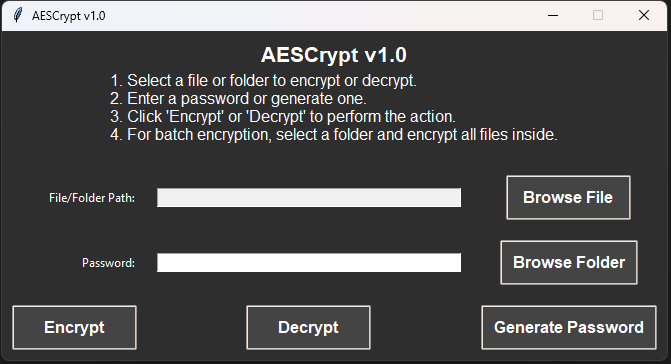 AESCrypt v1.0
AESCrypt v1.0
1. Select a file or folder to encrypt or decrypt.
2. Enter a password or generate one.
3. Click 'Encrypt' or 'Decrypt' to perform the action.
4. For batch encryption, select a folder and encrypt all files inside.
File/Folder Path:
Browse File
Password:
Browse Folder
Encrypt
Decrypt
Generate Password